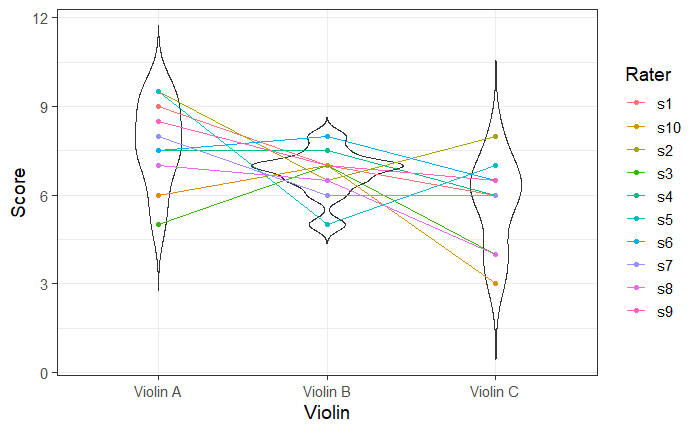 12
9
6
3
0
Score
Violin A
Violin B
Violin C
Violin
Rater
s1
s10
s2
s3
s4
s5
s6
s7
s8
s9